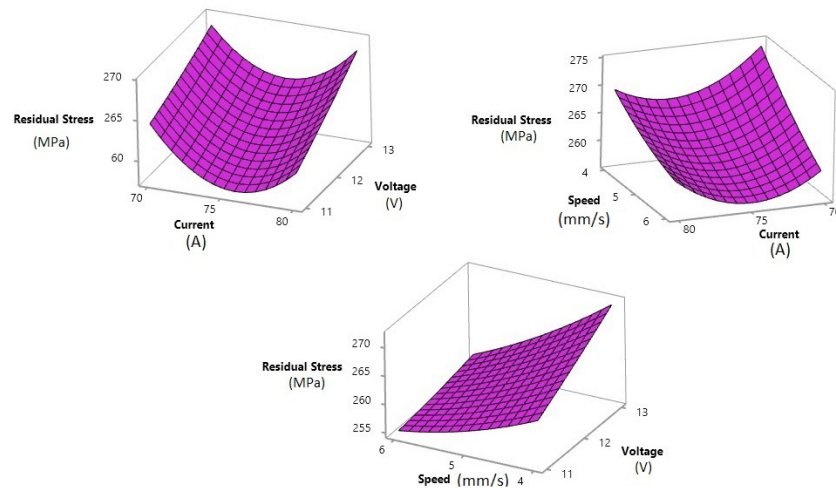 270
Residual Stress
(MPa)
265
60
70
75
80
Current
(A)
11
12
13
Voltage
(V)
275
270
Residual Stress
(MPa)
265
260
4
5
6
Speed
(mm/s)
80
75
70
Current
(A)
270
Residual Stress
(MPa)
265
260
255
6
5
4
Speed (mm/s)
11
12
13
Voltage
(V)